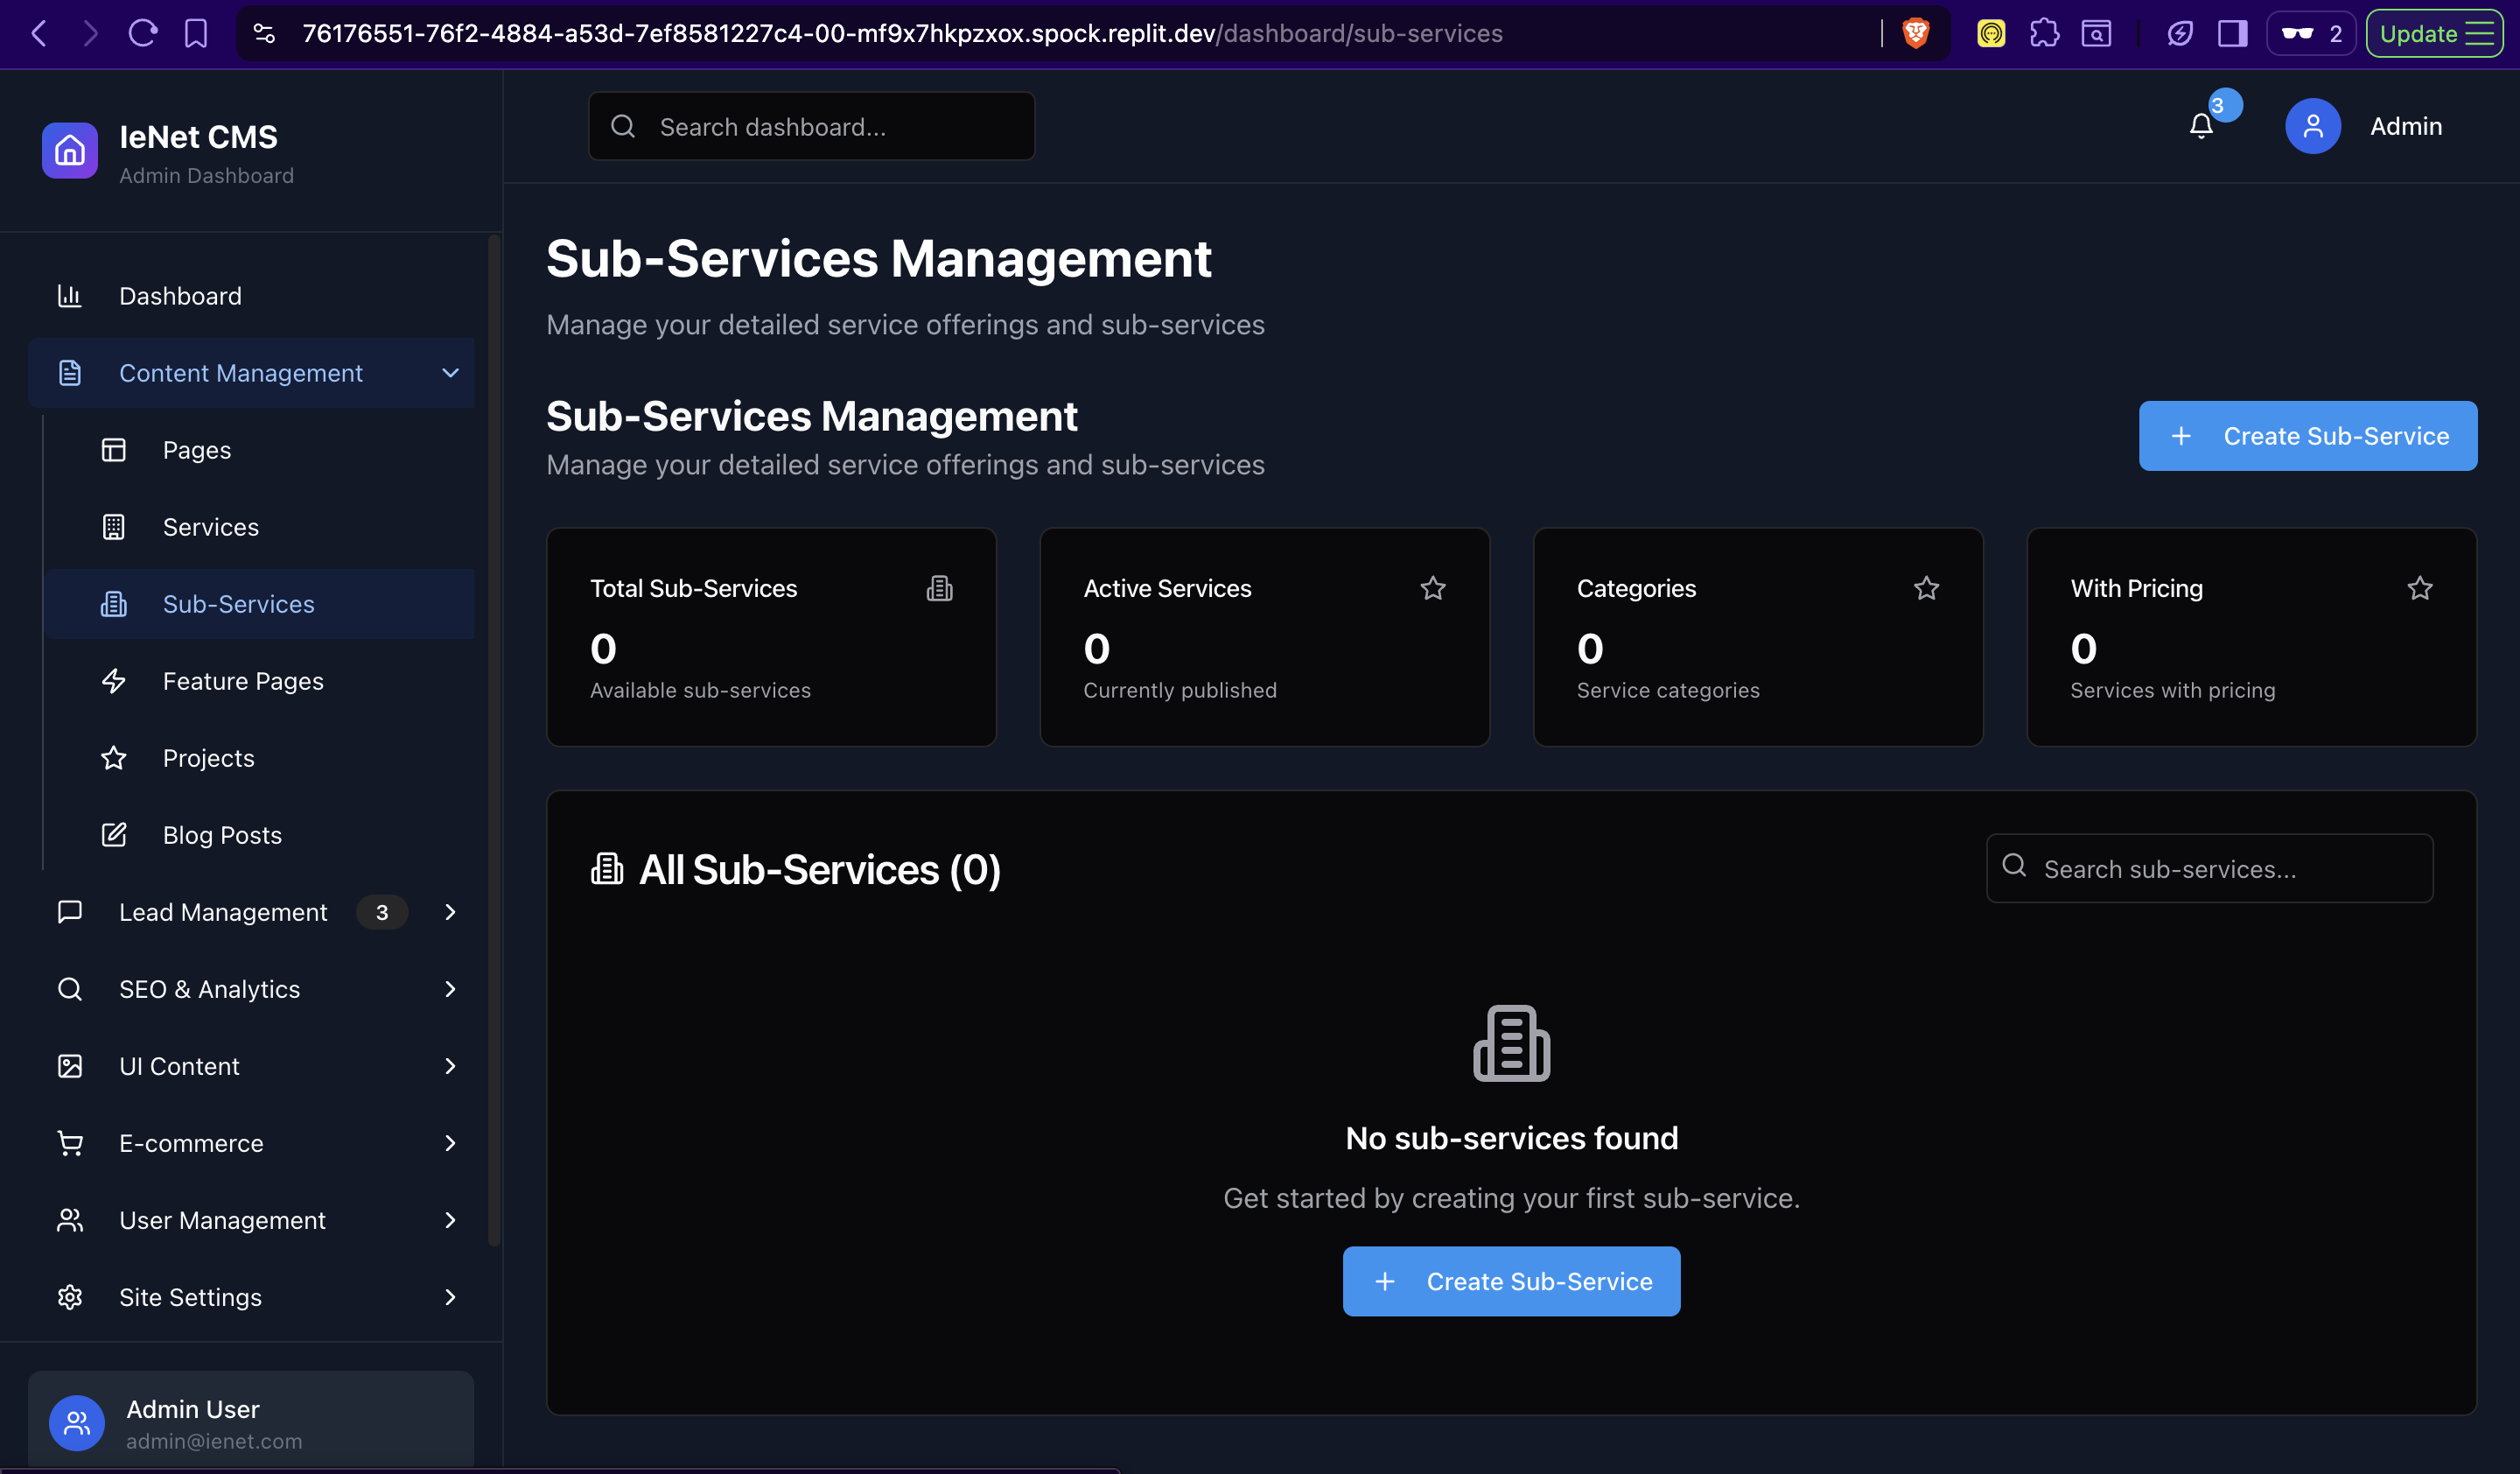 76176551-76f2-4884-a53d-7ef8581227c4-00-mf9x7hkpzxox.spock.replit.dev/dashboard/sub-services
2
Update
IeNet CMS
Admin Dashboard
Search dashboard...
3
Admin
Dashboard
Content Management
Pages
Services
Sub-Services
Feature Pages
Projects
Blog Posts
Lead Management
3
SEO & Analytics
UI Content
E-commerce
User Management
Site Settings
Admin User
admin@ienet.com
Sub-Services Management
Manage your detailed service offerings and sub-services
Sub-Services Management
Manage your detailed service offerings and sub-services
Create Sub-Service
Total Sub-Services
0
Available sub-services
Active Services
0
Currently published
Categories
0
Service categories
With Pricing
0
Services with pricing
All Sub-Services (0)
Search sub-services...
No sub-services found
Get started by creating your first sub-service.
Create Sub-Service